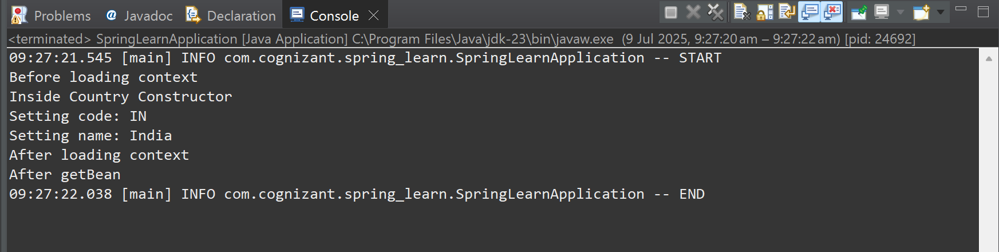 Problems @ Javadoc Declaration Console
<terminated> SpringLearnApplication [Java Application] C:\Program Files\Java\jdk-23\bin\javaw.exe (9 Jul 2025, 9:27:20 am – 9:27:22 am) [pid: 24692]
09:27:21.545 [main] INFO com.cognizant.spring_learn.SpringLearnApplication -- START
Before loading context
Inside Country Constructor
Setting code: IN
Setting name: India
After loading context
After getBean
09:27:22.038 [main] INFO com.cognizant.spring_learn.SpringLearnApplication -- END